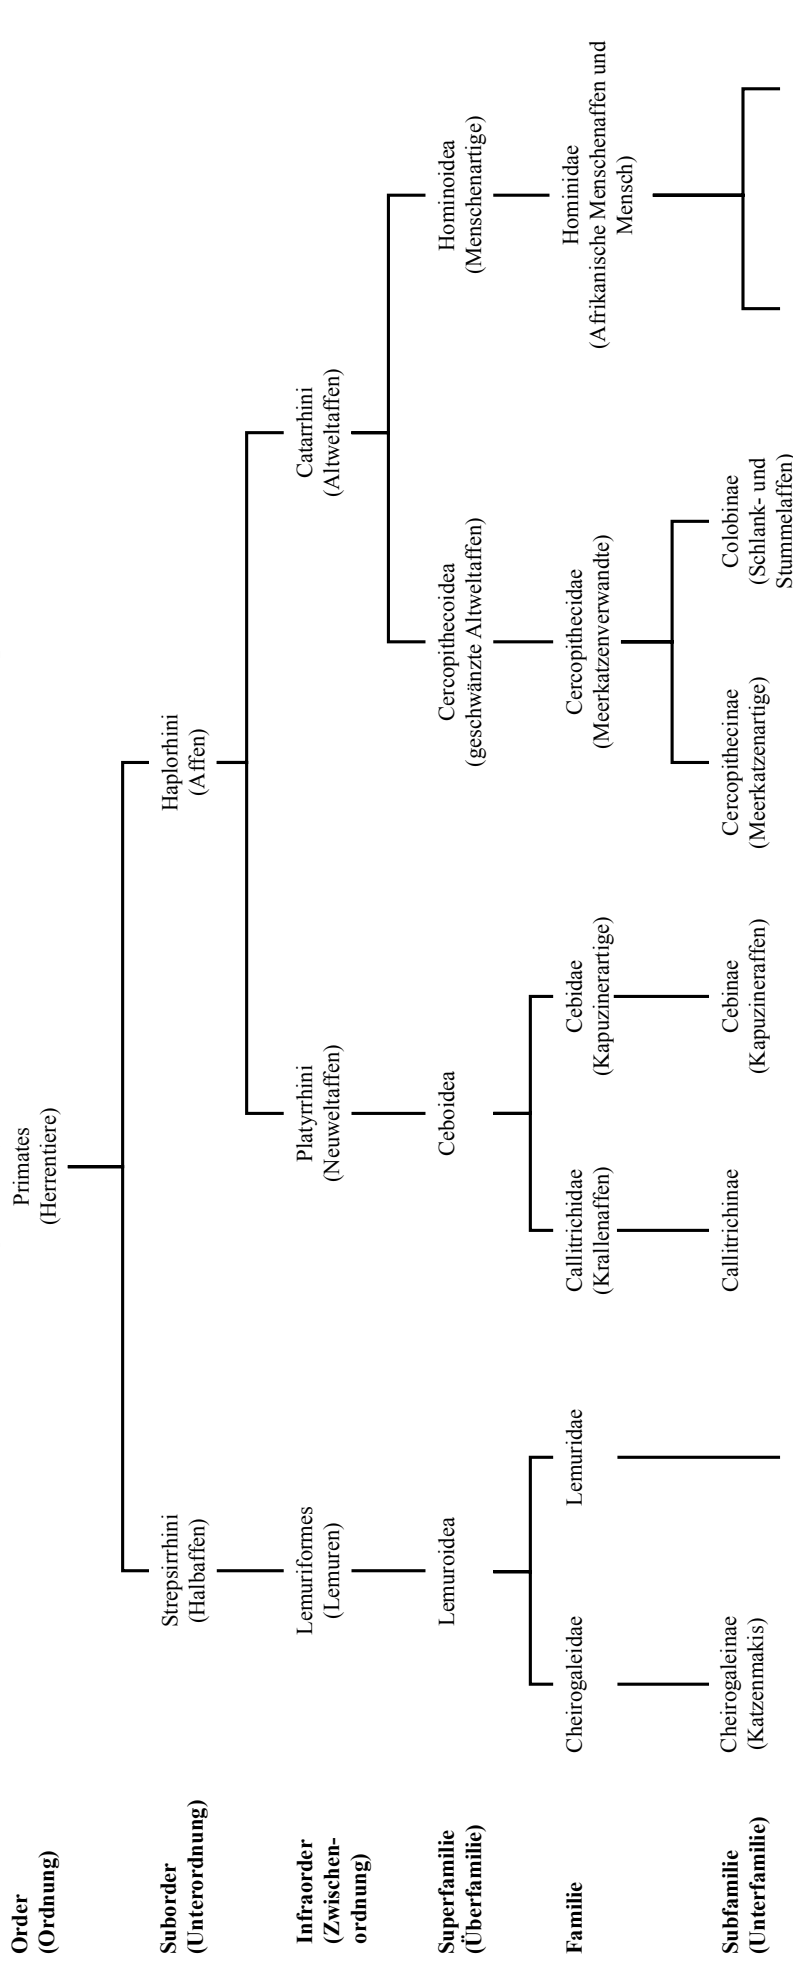 Order
(Ordnung)
Primates
(Herrentiere)
Suborder
(Unterordnung)
Strepsirrhini
(Halbaffen)
Haplorhini
(Affen)
Infraorder
(Zwischen-
ordnung)
Lemuriformes
(Lemuren)
Platyrrhini
(Neuweltaffen)
Catarrhini
(Altweltaffen)
Superfamilie
(Überfamilie)
Lemuroidea
Ceboidea
Cercopithecoidea
(geschwänzte Altweltaffen)
Hominoidea
(Menschenartige)
Familie
Cheirogaleidae
Lemuridae
Callitrichidae
(Krallenaffen)
Cebidae
(Kapuzinerartige)
Cercopithecidae
(Meerkatzenverwandte)
Hominidae
(Afrikanische Menschenaffen und
Mensch)
Subfamilie
(Unterfamilie)
Cheirogaleinae
(Katzenmakis)
Callitrichinae
Cebinae
(Kapuzineraffen)
Cercopithecinae
(Meerkatzenartige)
Colobinae
(Schlank- und
Stummelaffen)